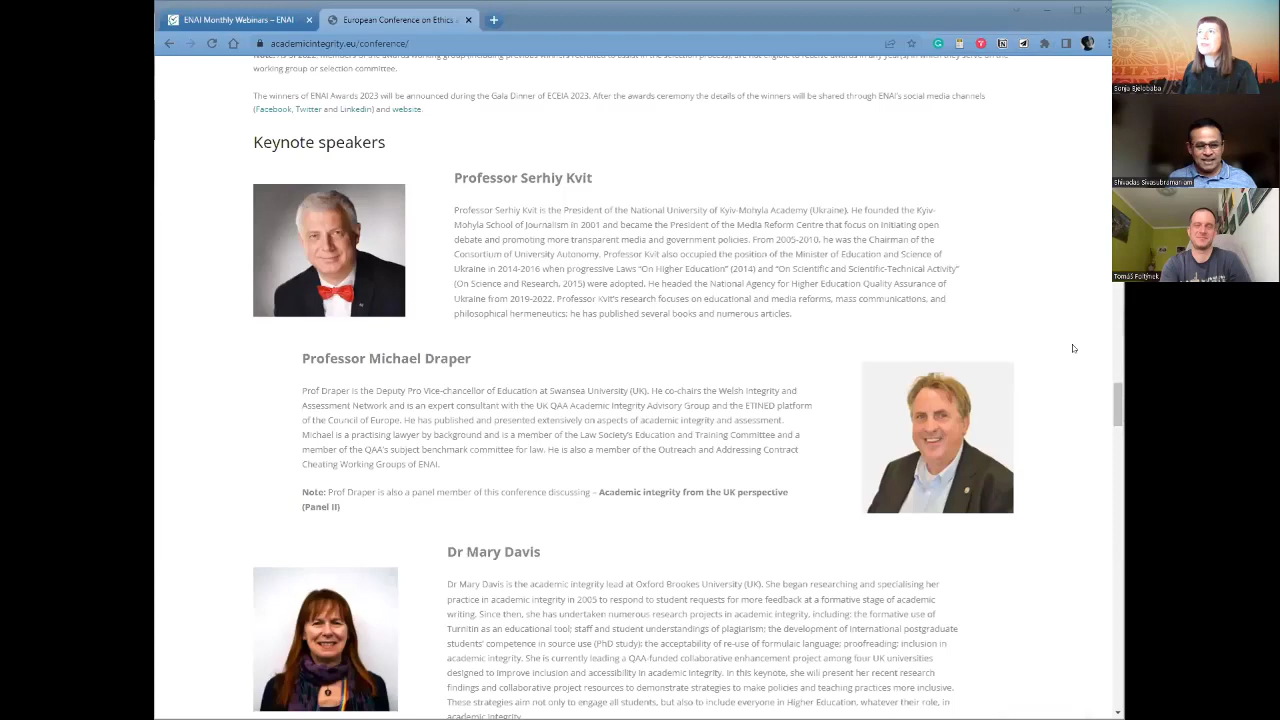 ENAI Monthly Webinars – ENAI
European Conference on Ethics
academicintegrity.eu/conference/
working group or selection committee.
The winners of ENAI Awards 2023 will be announced during the Gala Dinner of ECEIA 2023. After the awards ceremony the details of the winners will be shared through ENAI's social media channels
(Facebook, Twitter and Linkedin) and website.
Keynote speakers
Professor Serhiy Kvit
Professor Serhiy Kvit is the President of the National University of Kyiv-Mohyla Academy (Ukraine). He founded the Kyiv-
Mohyla School of Journalism in 2001 and became the President of the Media Reform Centre that focus on initiating open
debate and promoting more transparent media and government policies. From 2005-2010, he was the Chairman of the
Consortium of University Autonomy. Professor Kvit also occupied the position of the Minister of Education and Science of
Ukraine in 2014-2016 when progressive Laws "On Higher Education" (2014) and "On Scientific and Scientific-Technical Activity"
(On Science and Research, 2015) were adopted. He headed the National Agency for Higher Education Quality Assurance of
Ukraine from 2019-2022. Professor Kvit's research focuses on educational and media reforms, mass communications, and
philosophical hermeneutics; he has published several books and numerous articles.
Professor Michael Draper
Prof Draper is the Deputy Pro Vice-chancellor of Education at Swansea University (UK). He co-chairs the Welsh Integrity and
Assessment Network and is an expert consultant with the UK QAA Academic Integrity Advisory Group and the ETINED platform
of the Council of Europe. He has published and presented extensively on aspects of academic integrity and assessment.
Michael is a practising lawyer by background and is a member of the Law Society's Education and Training Committee and a
member of the QAA's subject benchmark committee for law. He is also a member of the Outreach and Addressing Contract
Cheating Working Groups of ENAI.
Note: Prof Draper is also a panel member of this conference discussing – Academic integrity from the UK perspective
(Panel II)
Dr Mary Davis
Dr Mary Davis is the academic integrity lead at Oxford Brookes University (UK). She began researching and specialising her
practice in academic integrity in 2005 to respond to student requests for more feedback at a formative stage of academic
writing. Since then, she has undertaken numerous research projects in academic integrity, including: the formative use of
Turnitin as an educational tool; staff and student understandings of plagiarism; the development of international postgraduate
students' competence in source use (PhD study); the acceptability of re-use of formulaic language; proofreading; inclusion in
academic integrity. She is currently leading a QAA-funded collaborative enhancement project among four UK universities
designed to improve inclusion and accessibility in academic integrity. In this keynote, she will present her recent research
findings and collaborative project resources to demonstrate strategies to make policies and teaching practices more inclusive.
These strategies aim not only to engage all students, but also to include everyone in Higher Education, whatever their role, in
academic integrity.
Sonja Bjelobaba
Shivadas Sivasubramaniam
Tomáš Foltýnek